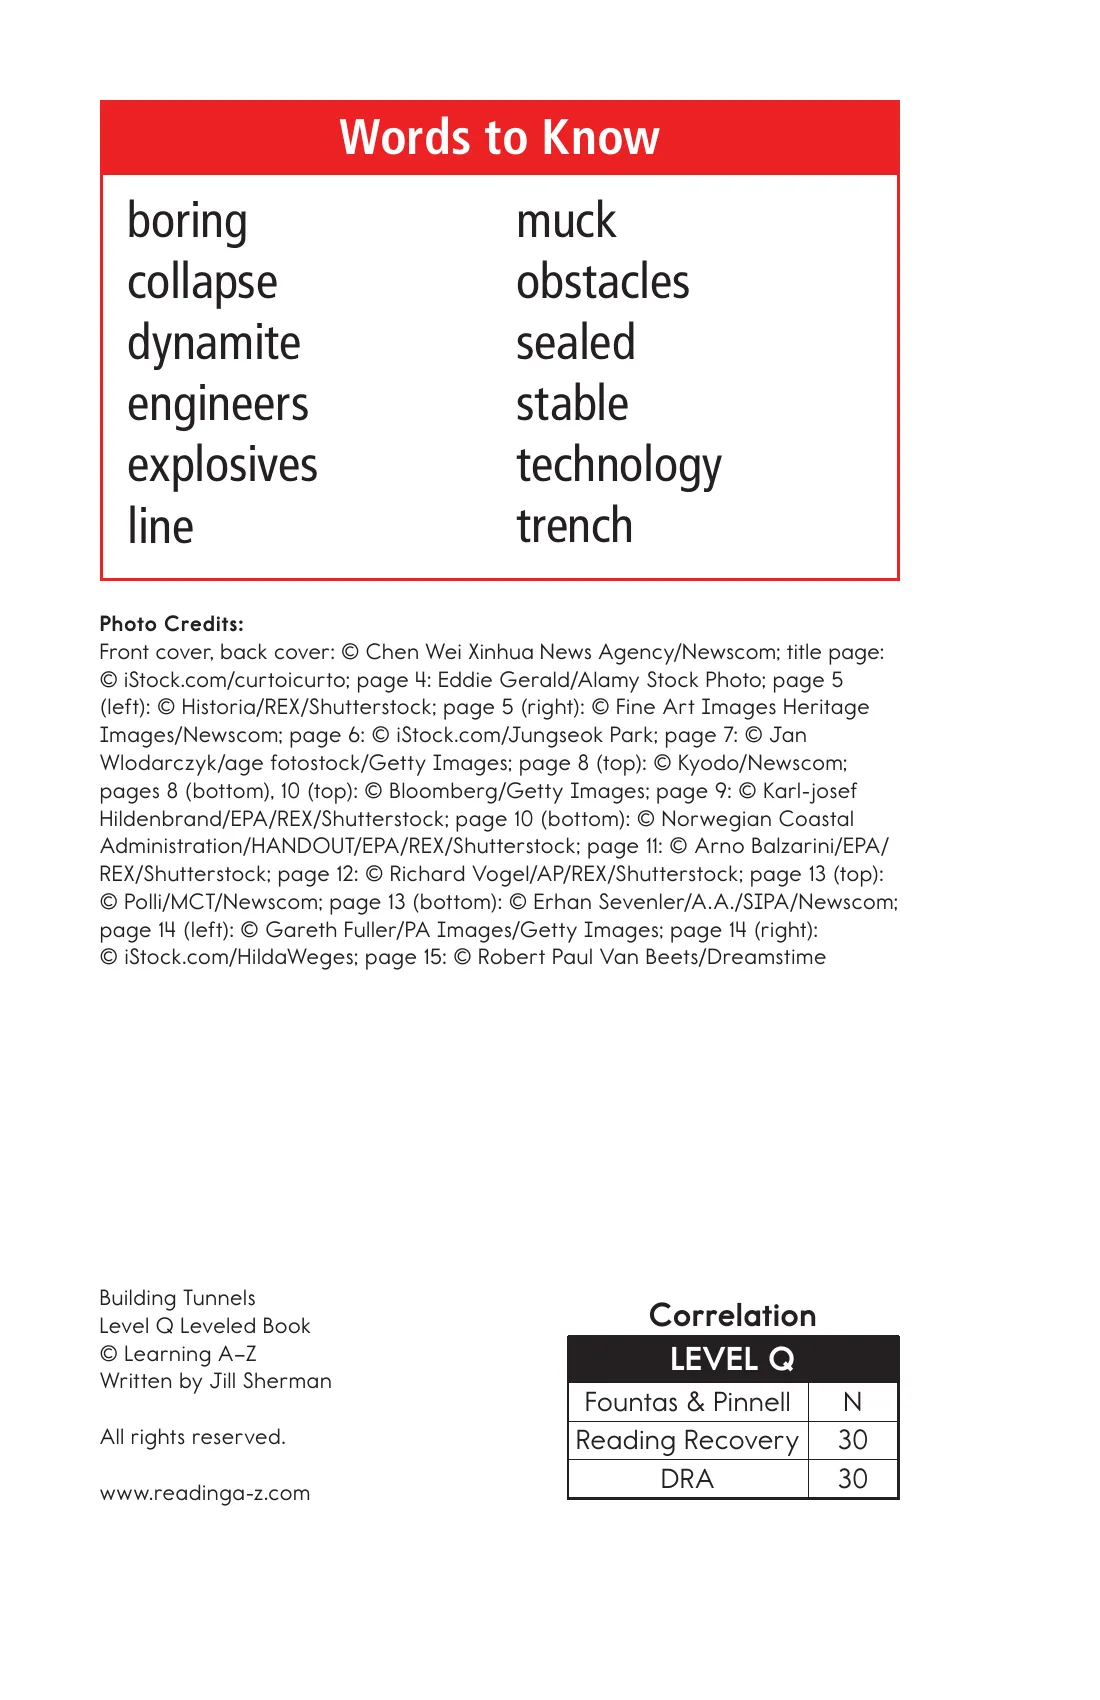 Words to Know
boring
collapse
dynamite
engineers
explosives
line
muck
obstacles
sealed
stable
technology
trench
Photo Credits:
Front cover, back cover: © Chen Wei Xinhua News Agency/Newscom; title page:
© iStock.com/curtoicurto; page 4: Eddie Gerald/Alamy Stock Photo; page 5
(left): © Historia/REX/Shutterstock; page 5 (right): © Fine Art Images Heritage
Images/Newscom; page 6: © iStock.com/Jungseok Park; page 7: © Jan
Wlodarczyk/age fotostock/Getty Images; page 8 (top): © Kyodo/Newscom;
pages 8 (bottom), 10 (top): © Bloomberg/Getty Images; page 9: © Karl-josef
Hildenbrand/EPA/REX/Shutterstock; page 10 (bottom): © Norwegian Coastal
Administration/HANDOUT/EPA/REX/Shutterstock; page 11: © Arno Balzarini/EPA/
REX/Shutterstock; page 12: © Richard Vogel/AP/REX/Shutterstock; page 13 (top):
© Polli/MCT/Newscom; page 13 (bottom): © Erhan Sevenler/A.A./SIPA/Newscom;
page 14 (left): © Gareth Fuller/PA Images/Getty Images; page 14 (right):
© iStock.com/HildaWeges; page 15: © Robert Paul Van Beets/Dreamstime
Building Tunnels
Level Q Leveled Book
© Learning A–Z
Written by Jill Sherman
All rights reserved.
www.readinga-z.com
Correlation
LEVEL Q
Fountas & Pinnell N
Reading Recovery 30
DRA 30